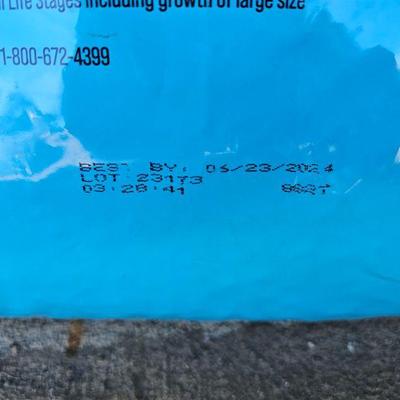 Life Stages including growth of large size
1-800-672-4399
BEST BY: 06/23/2024
LOT 23173
03:28:41